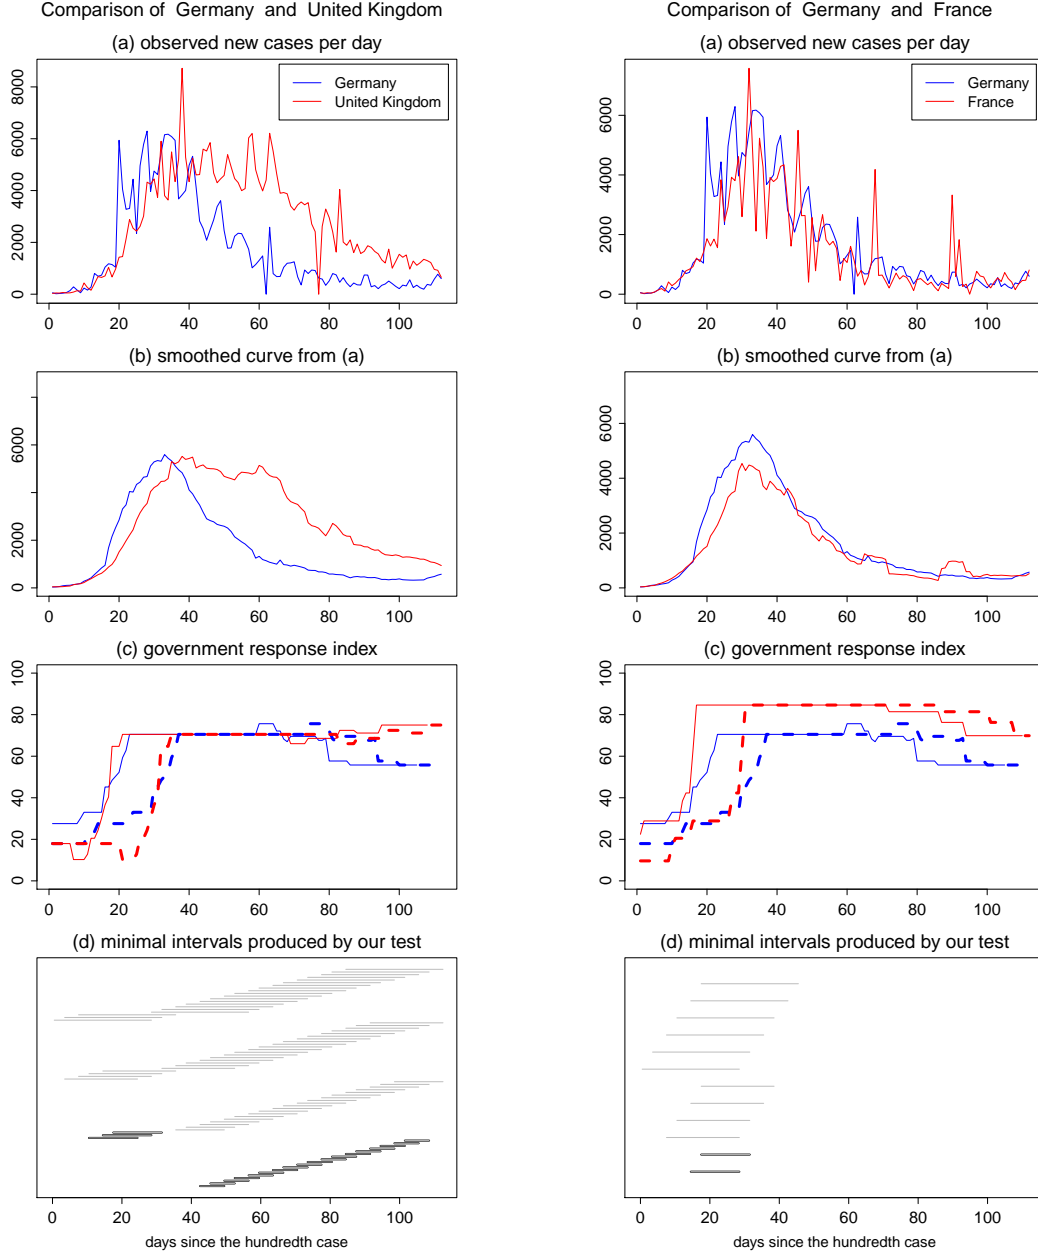 Comparison of Germany and United Kingdom
(a) observed new cases per day
Germany
United Kingdom
0 2000 4000 6000 8000
0 20 40 60 80 100
(b) smoothed curve from (a)
0 2000 6000
0 20 40 60 80 100
(c) government response index
0 20 40 60 80 100
0 20 40 60 80 100
(d) minimal intervals produced by our test
0 20 40 60 80 100
days since the hundredth case
Comparison of Germany and France
(a) observed new cases per day
Germany
France
0 2000 4000 6000
0 20 40 60 80 100
(b) smoothed curve from (a)
0 2000 4000 6000
0 20 40 60 80 100
(c) government response index
0 20 40 60 80 100
0 20 40 60 80 100
(d) minimal intervals produced by our test
0 20 40 60 80 100
days since the hundredth case